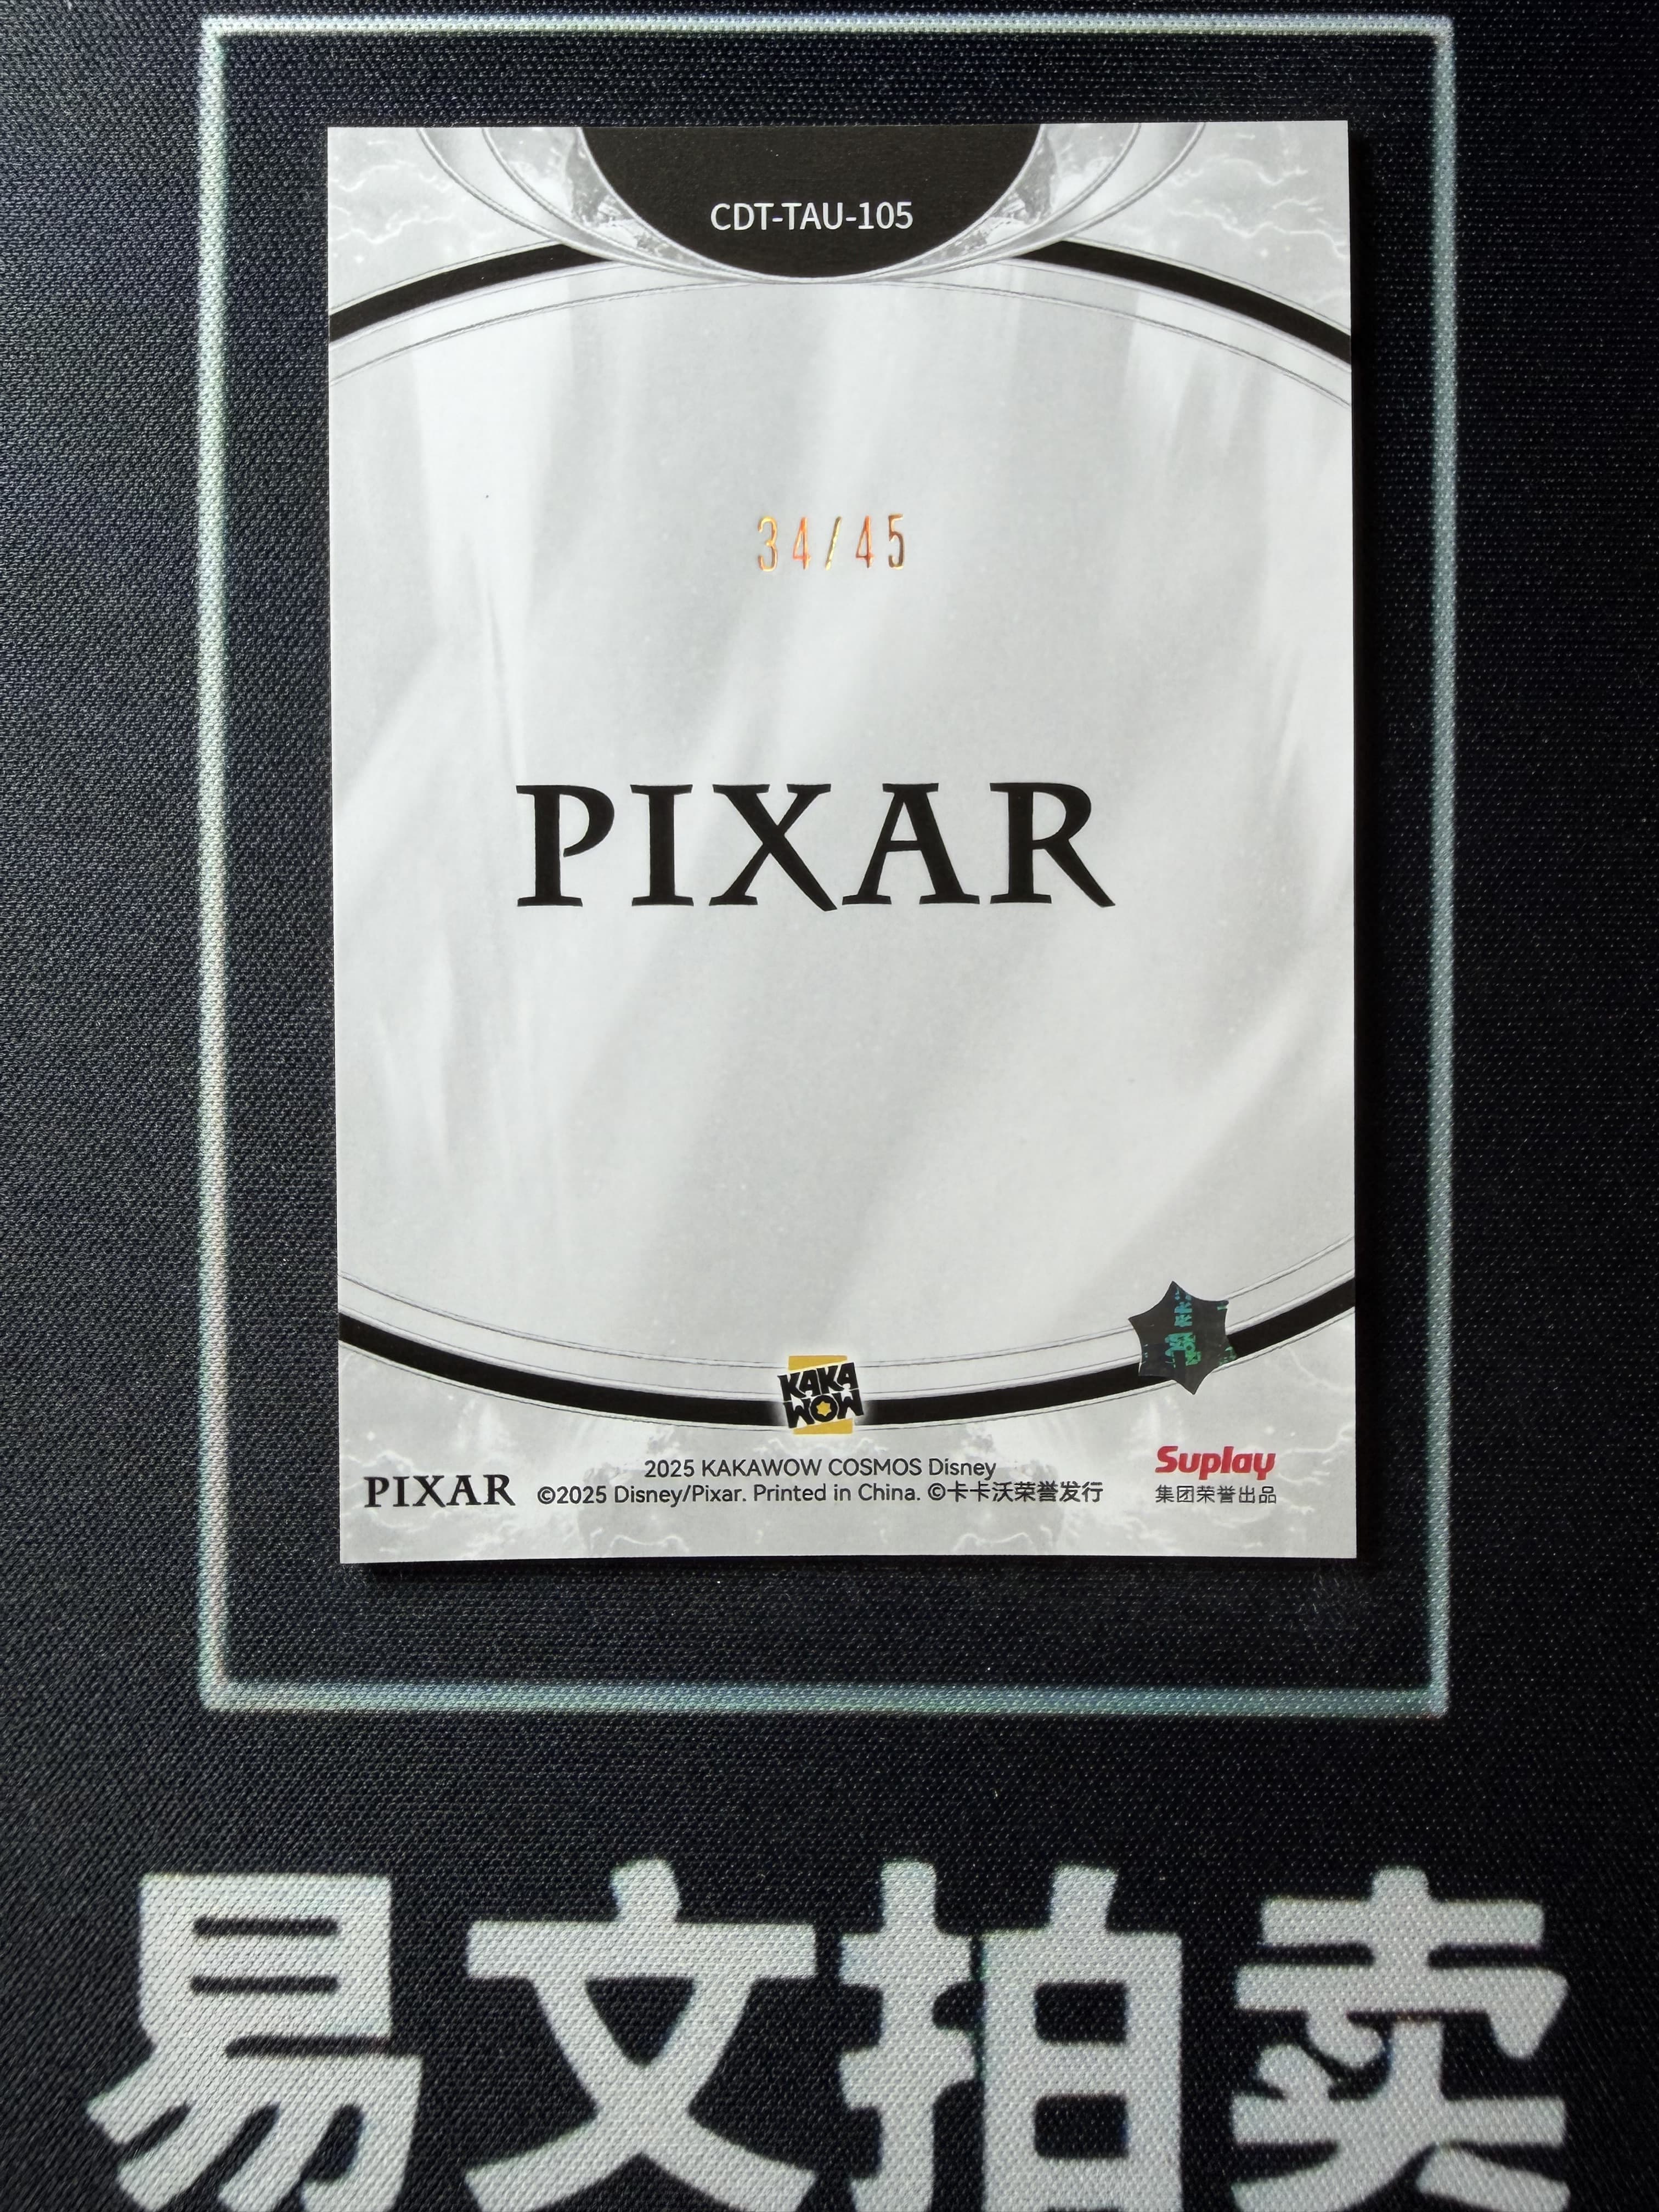 CDT-TAU-105
34/45
PIXAR
KAKA
WOW
2025 KAKAWOW COSMOS Disney
PIXAR ©2025 Disney/Pixar. Printed in China. ©卡卡沃荣誉发行
Suplay
集团荣誉出品
易文拍卖